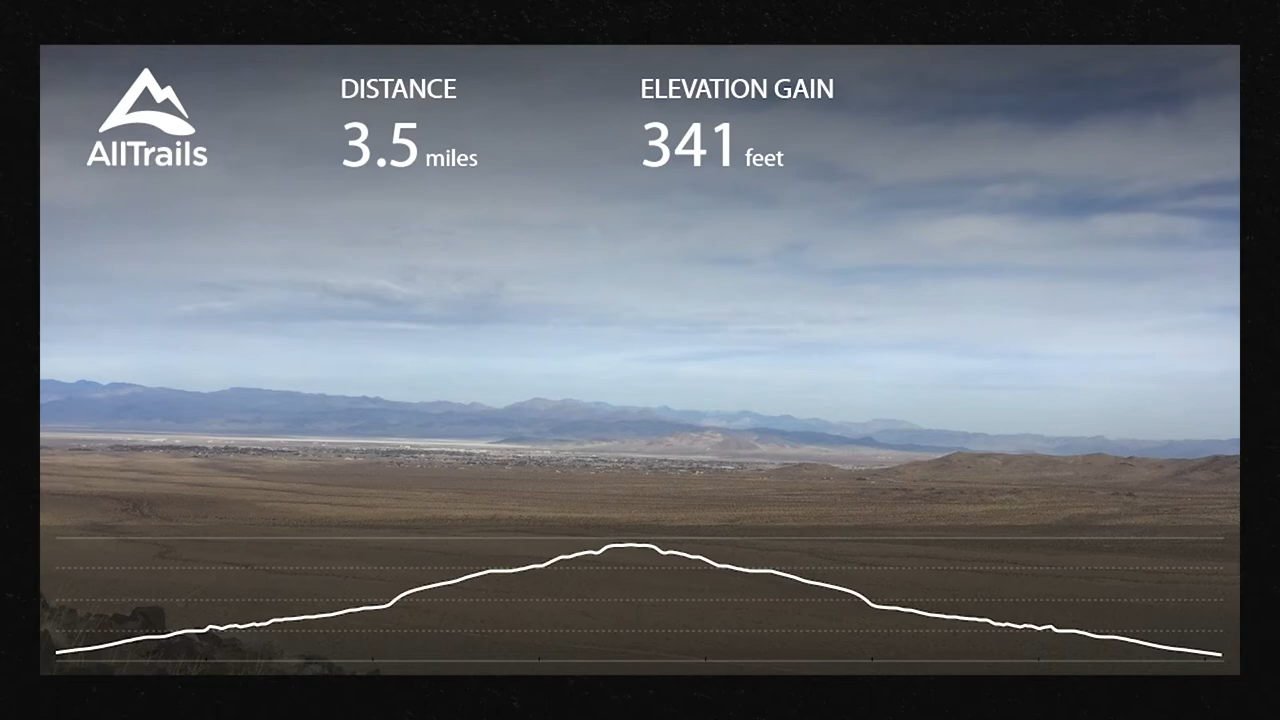 AllTrails
DISTANCE
3.5 miles
ELEVATION GAIN
341 feet